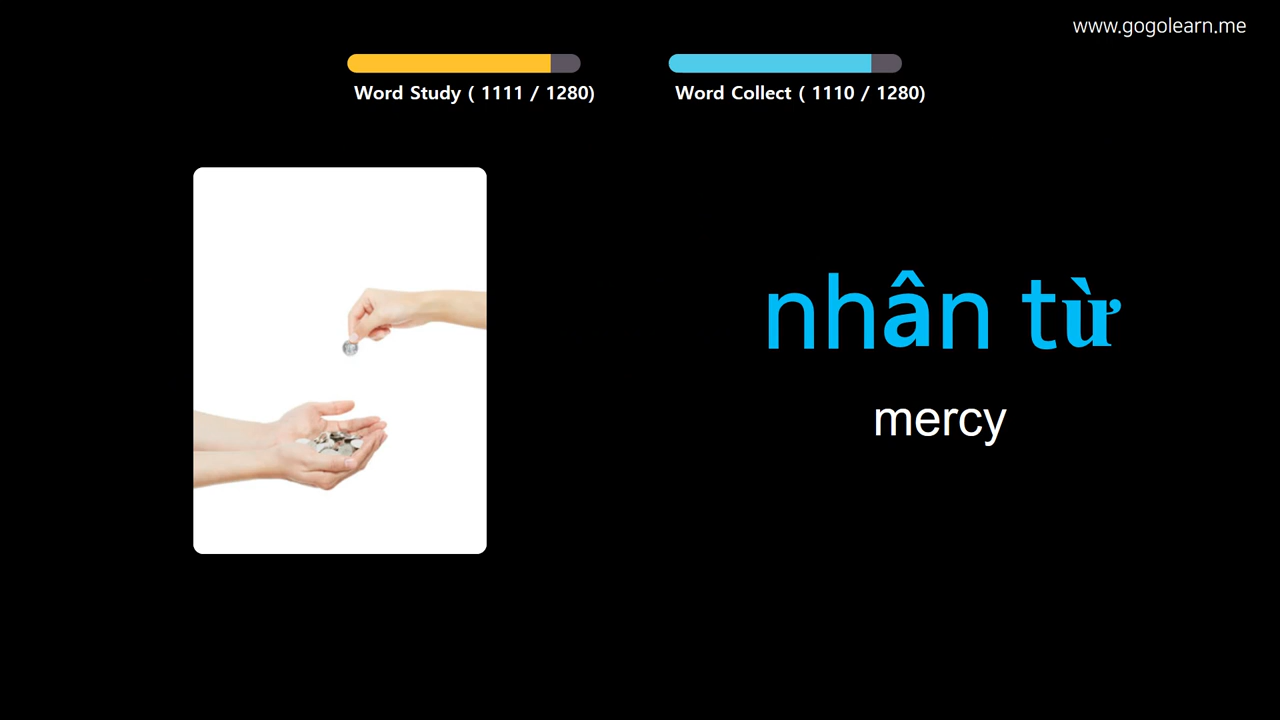 www.gogolearn.me
Word Study ( 1111 / 1280)
Word Collect ( 1110 / 1280)
nhân từ
mercy